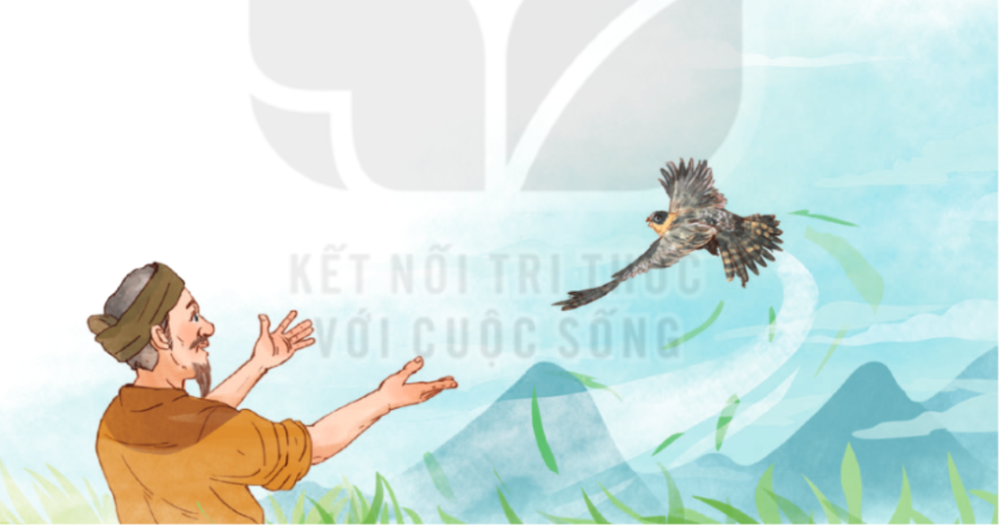 KẾT NỐI TRI THỨC
VỚI CUỘC SỐNG